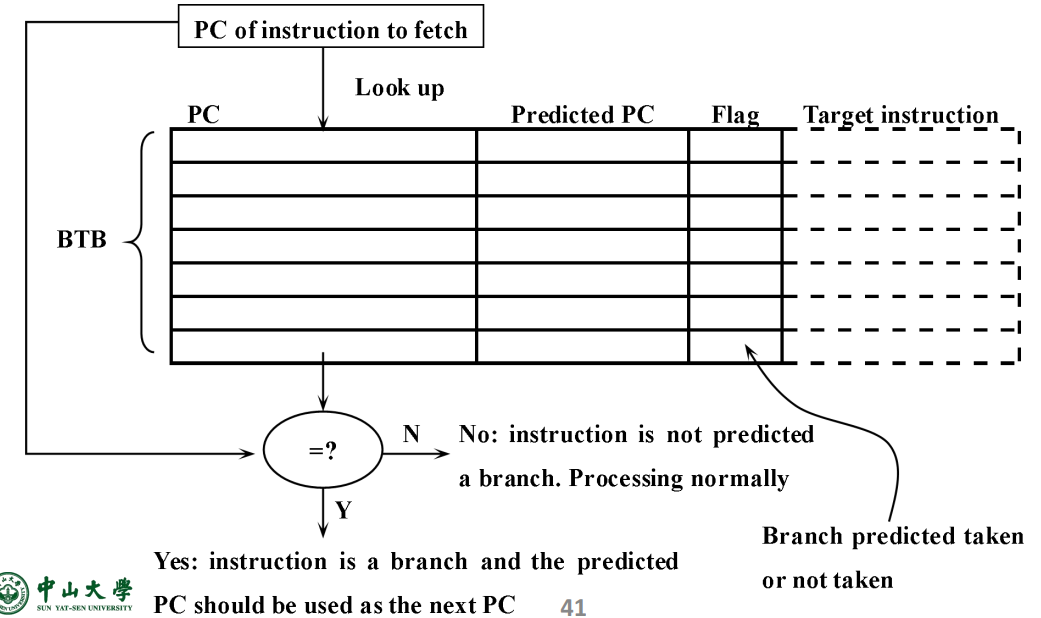 PC of instruction to fetch
Look up
PC
Predicted PC
Flag
Target instruction
BTB
=?
N
No: instruction is not predicted
a branch. Processing normally
Y
Branch predicted taken
or not taken
Yes: instruction is a branch and the predicted
PC should be used as the next PC
中山大學
SUN YAT-SEN UNIVERSITY
41